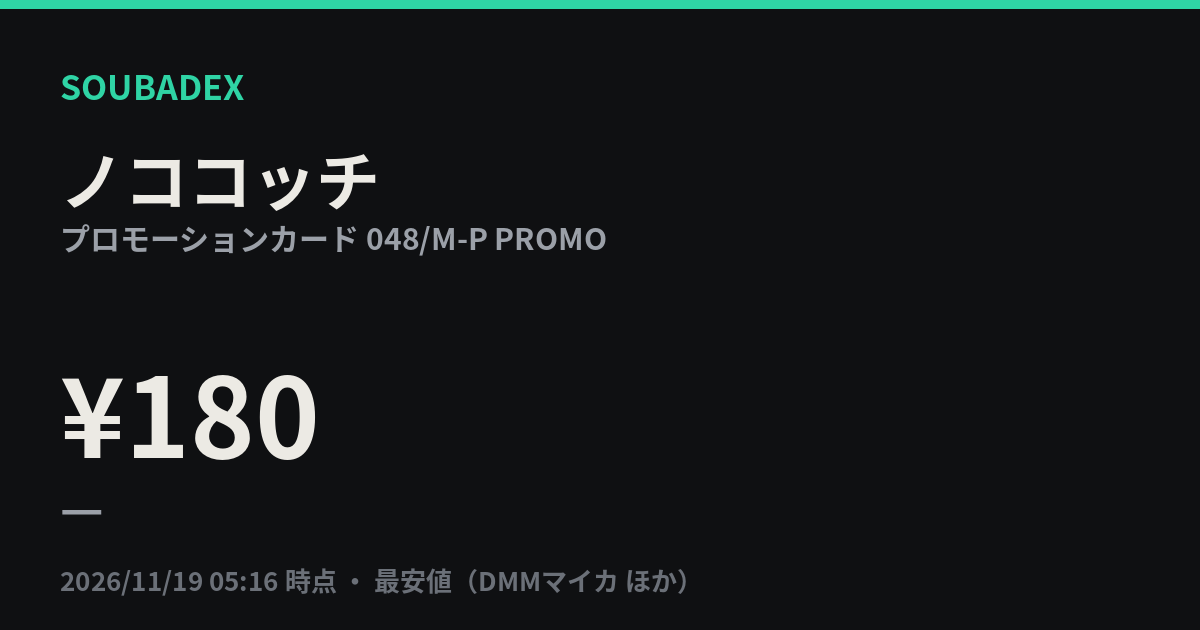 SOUBADEX
ノココッチ
プロモーションカード 048/M-P PROMO
¥180
—
2026/11/19 05:16 時点 ・ 最安値（DMMマイカ ほか）